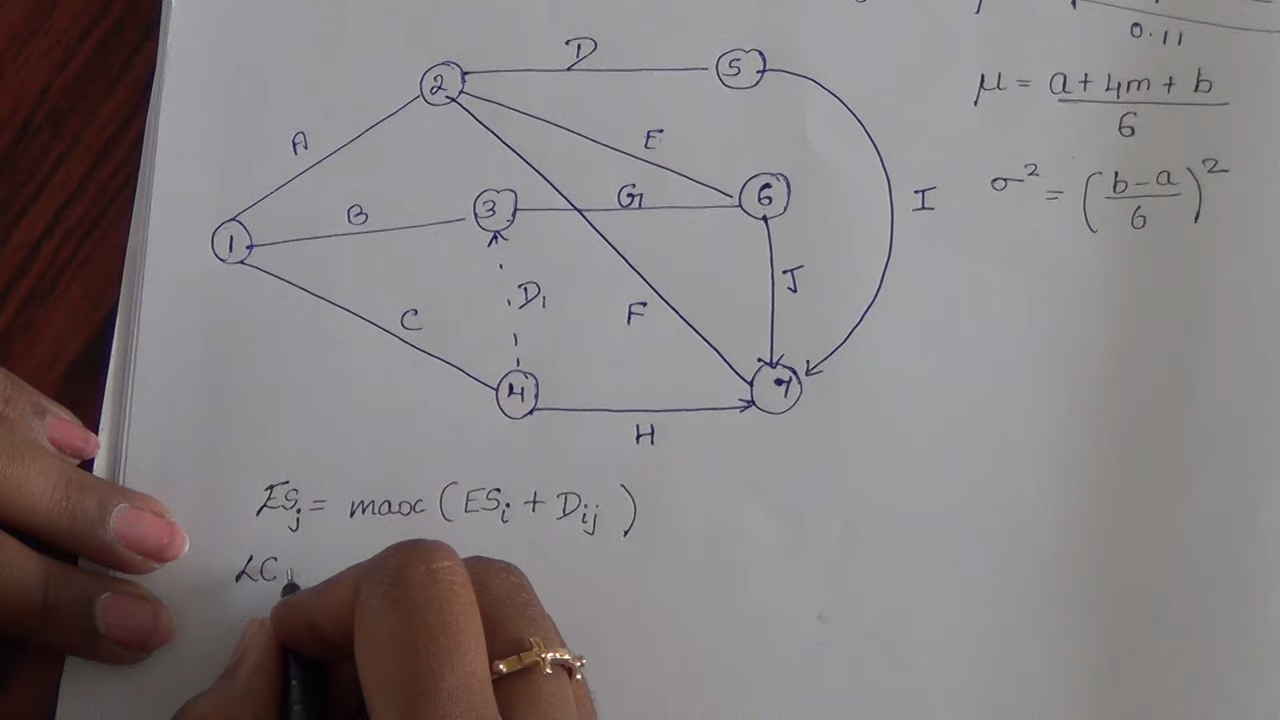 0.11
μ = a + 4m + b
6
σ² = (b - a / 6)²
D
5
2
A
E
I
B
3
G
6
1
D₁
J
C
F
4
7
H
ESj = max (ESi + Dij)
LC